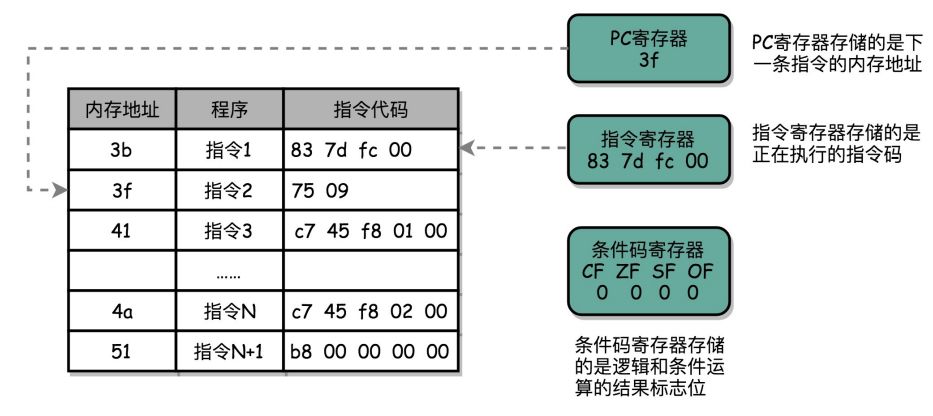 PC寄存器
3f
PC寄存器存储的是下
一条指令的内存地址
内存地址 程序 指令代码
3b 指令1 83 7d fc 00
3f 指令2 75 09
41 指令3 c7 45 f8 01 00
......
4a 指令N c7 45 f8 02 00
51 指令N+1 b8 00 00 00 00
指令寄存器
83 7d fc 00
指令寄存器存储的是
正在执行的指令码
条件码寄存器
CF ZF SF OF
0 0 0 0
条件码寄存器存储
的是逻辑和条件运
算的结果标志位